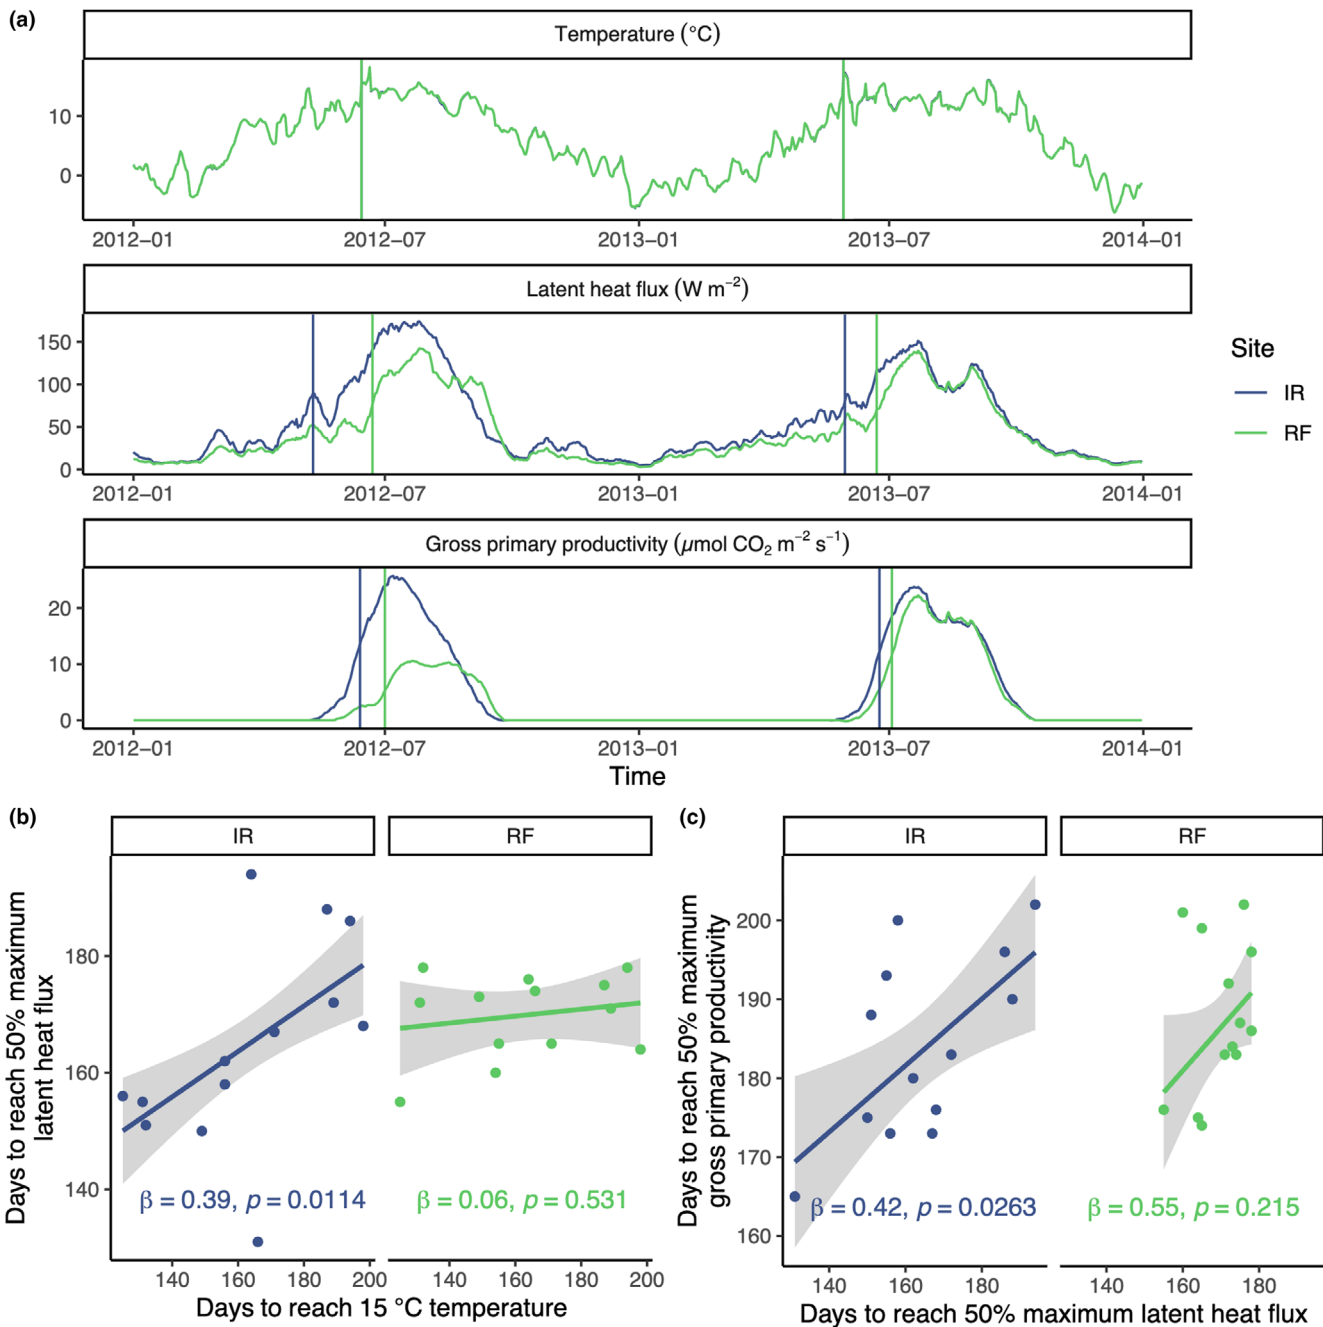 (a)
Temperature (°C)
10
0
2012–01 2012–07 2013–01 2013–07 2014–01
Latent heat flux (W m⁻²)
150
100
50
0
2012–01 2012–07 2013–01 2013–07 2014–01
Site
IR
RF
Gross primary productivity (µmol CO₂ m⁻² s⁻¹)
20
10
0
2012–01 2012–07 2013–01 2013–07 2014–01
Time
(b)
IR RF
Days to reach 50% maximum
latent heat flux
180
160
140
β = 0.39, p = 0.0114
β = 0.06, p = 0.531
140 160 180 200 140 160 180 200
Days to reach 15 °C temperature
(c)
IR RF
Days to reach 50% maximum
gross primary productivity
200
190
180
170
160
β = 0.42, p = 0.0263
β = 0.55, p = 0.215
140 160 180 140 160 180
Days to reach 50% maximum latent heat flux